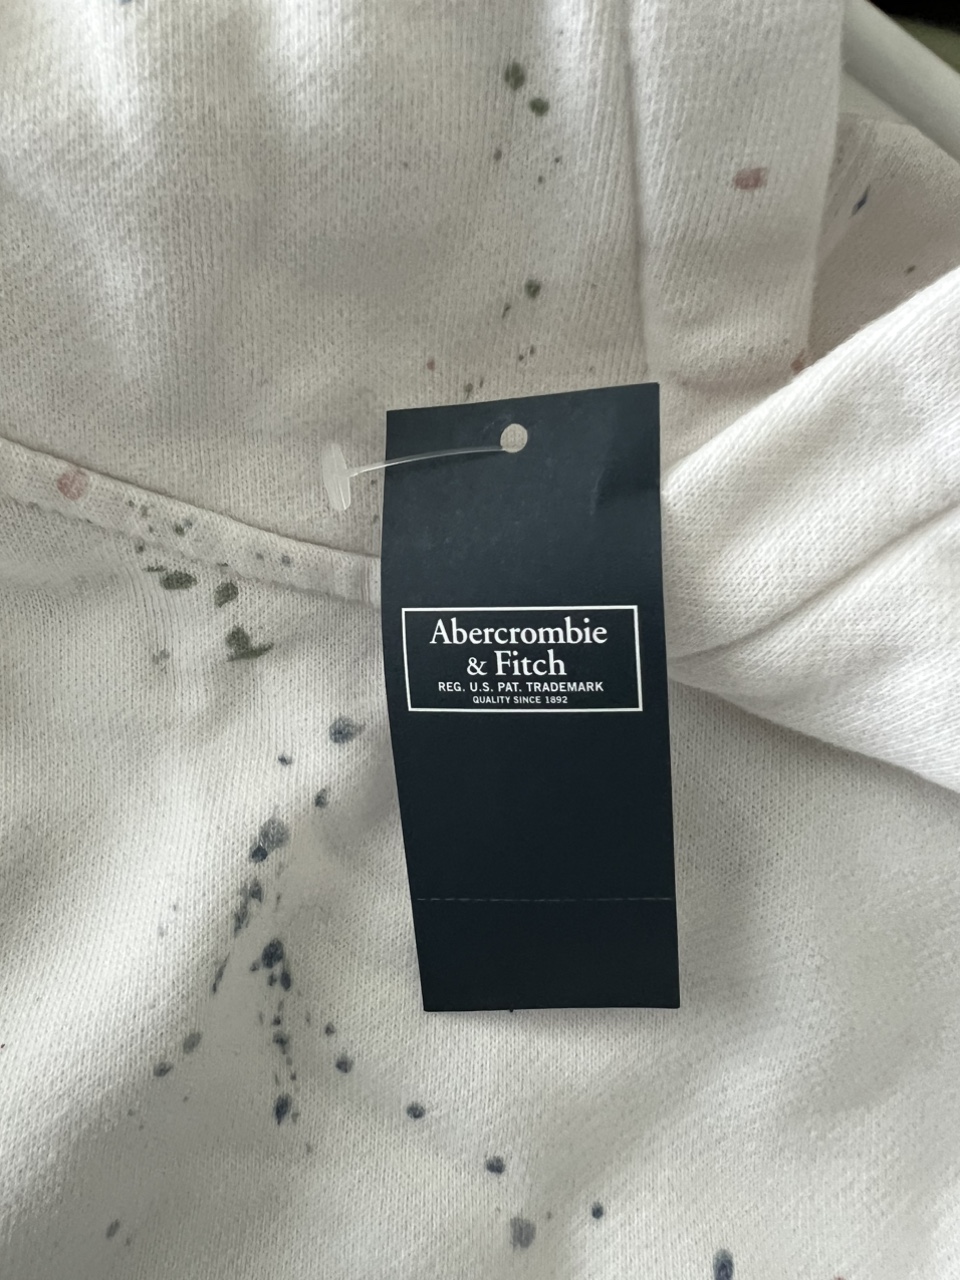 Abercrombie
& Fitch
REG. U.S. PAT. TRADEMARK
QUALITY SINCE 1892